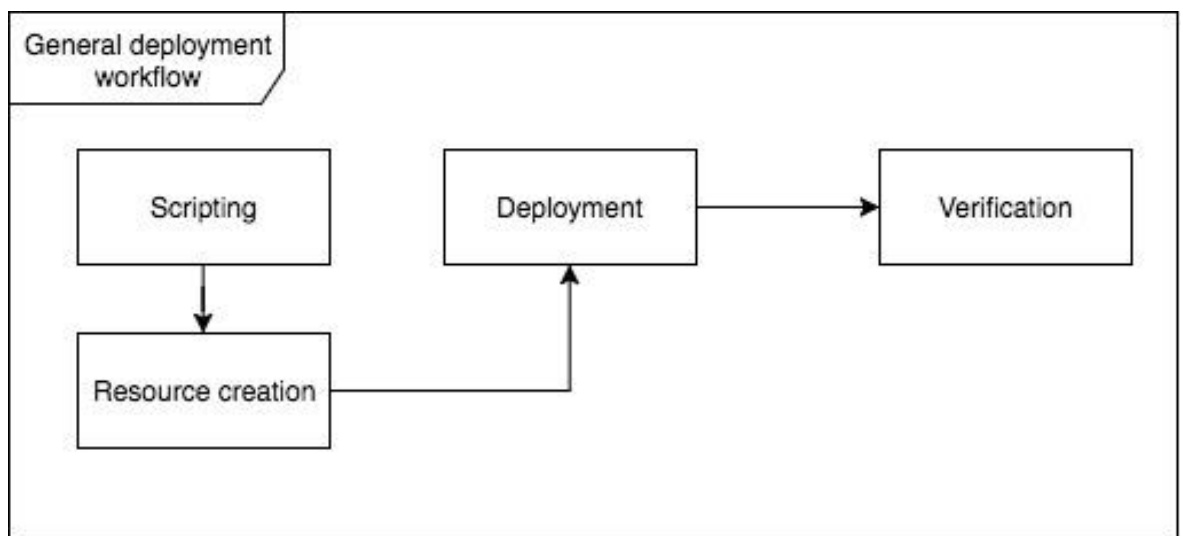 General deployment
workflow
Scripting
Resource creation
Deployment
Verification